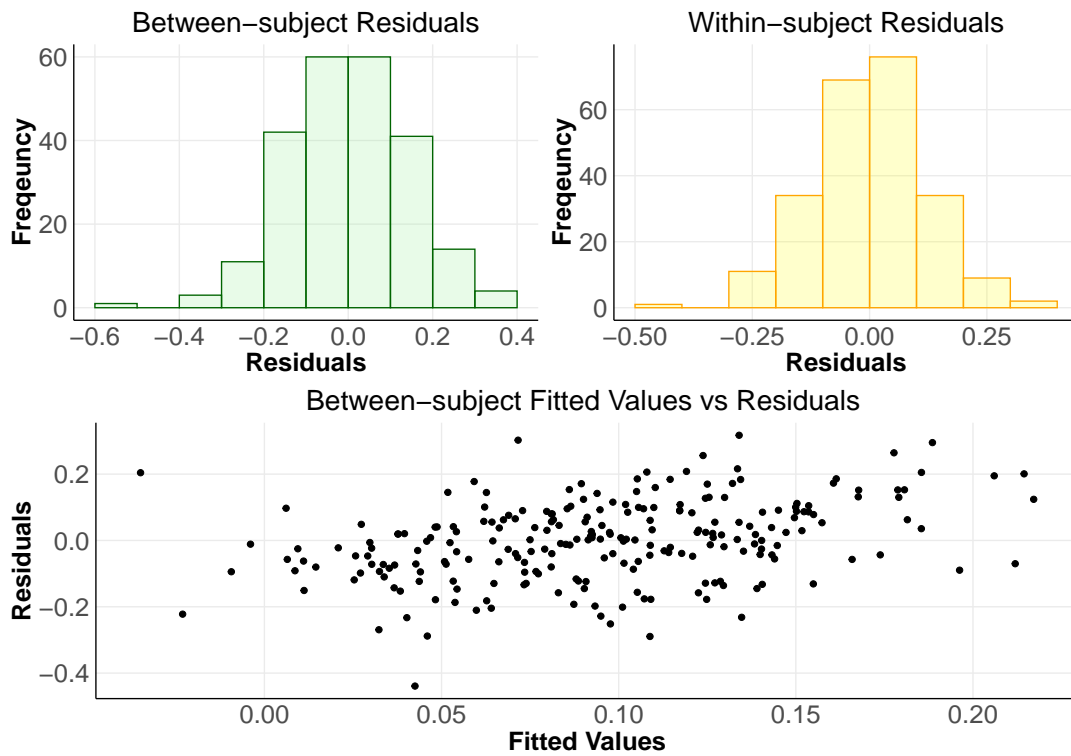 Between−subject Residuals
Freqeuncy
60
40
20
0
−0.6 −0.4 −0.2 0.0 0.2 0.4
Residuals
Within−subject Residuals
Freqeuncy
60
40
20
0
−0.50 −0.25 0.00 0.25
Residuals
Between−subject Fitted Values vs Residuals
Residuals
0.2
0.0
−0.2
−0.4
0.00 0.05 0.10 0.15 0.20
Fitted Values